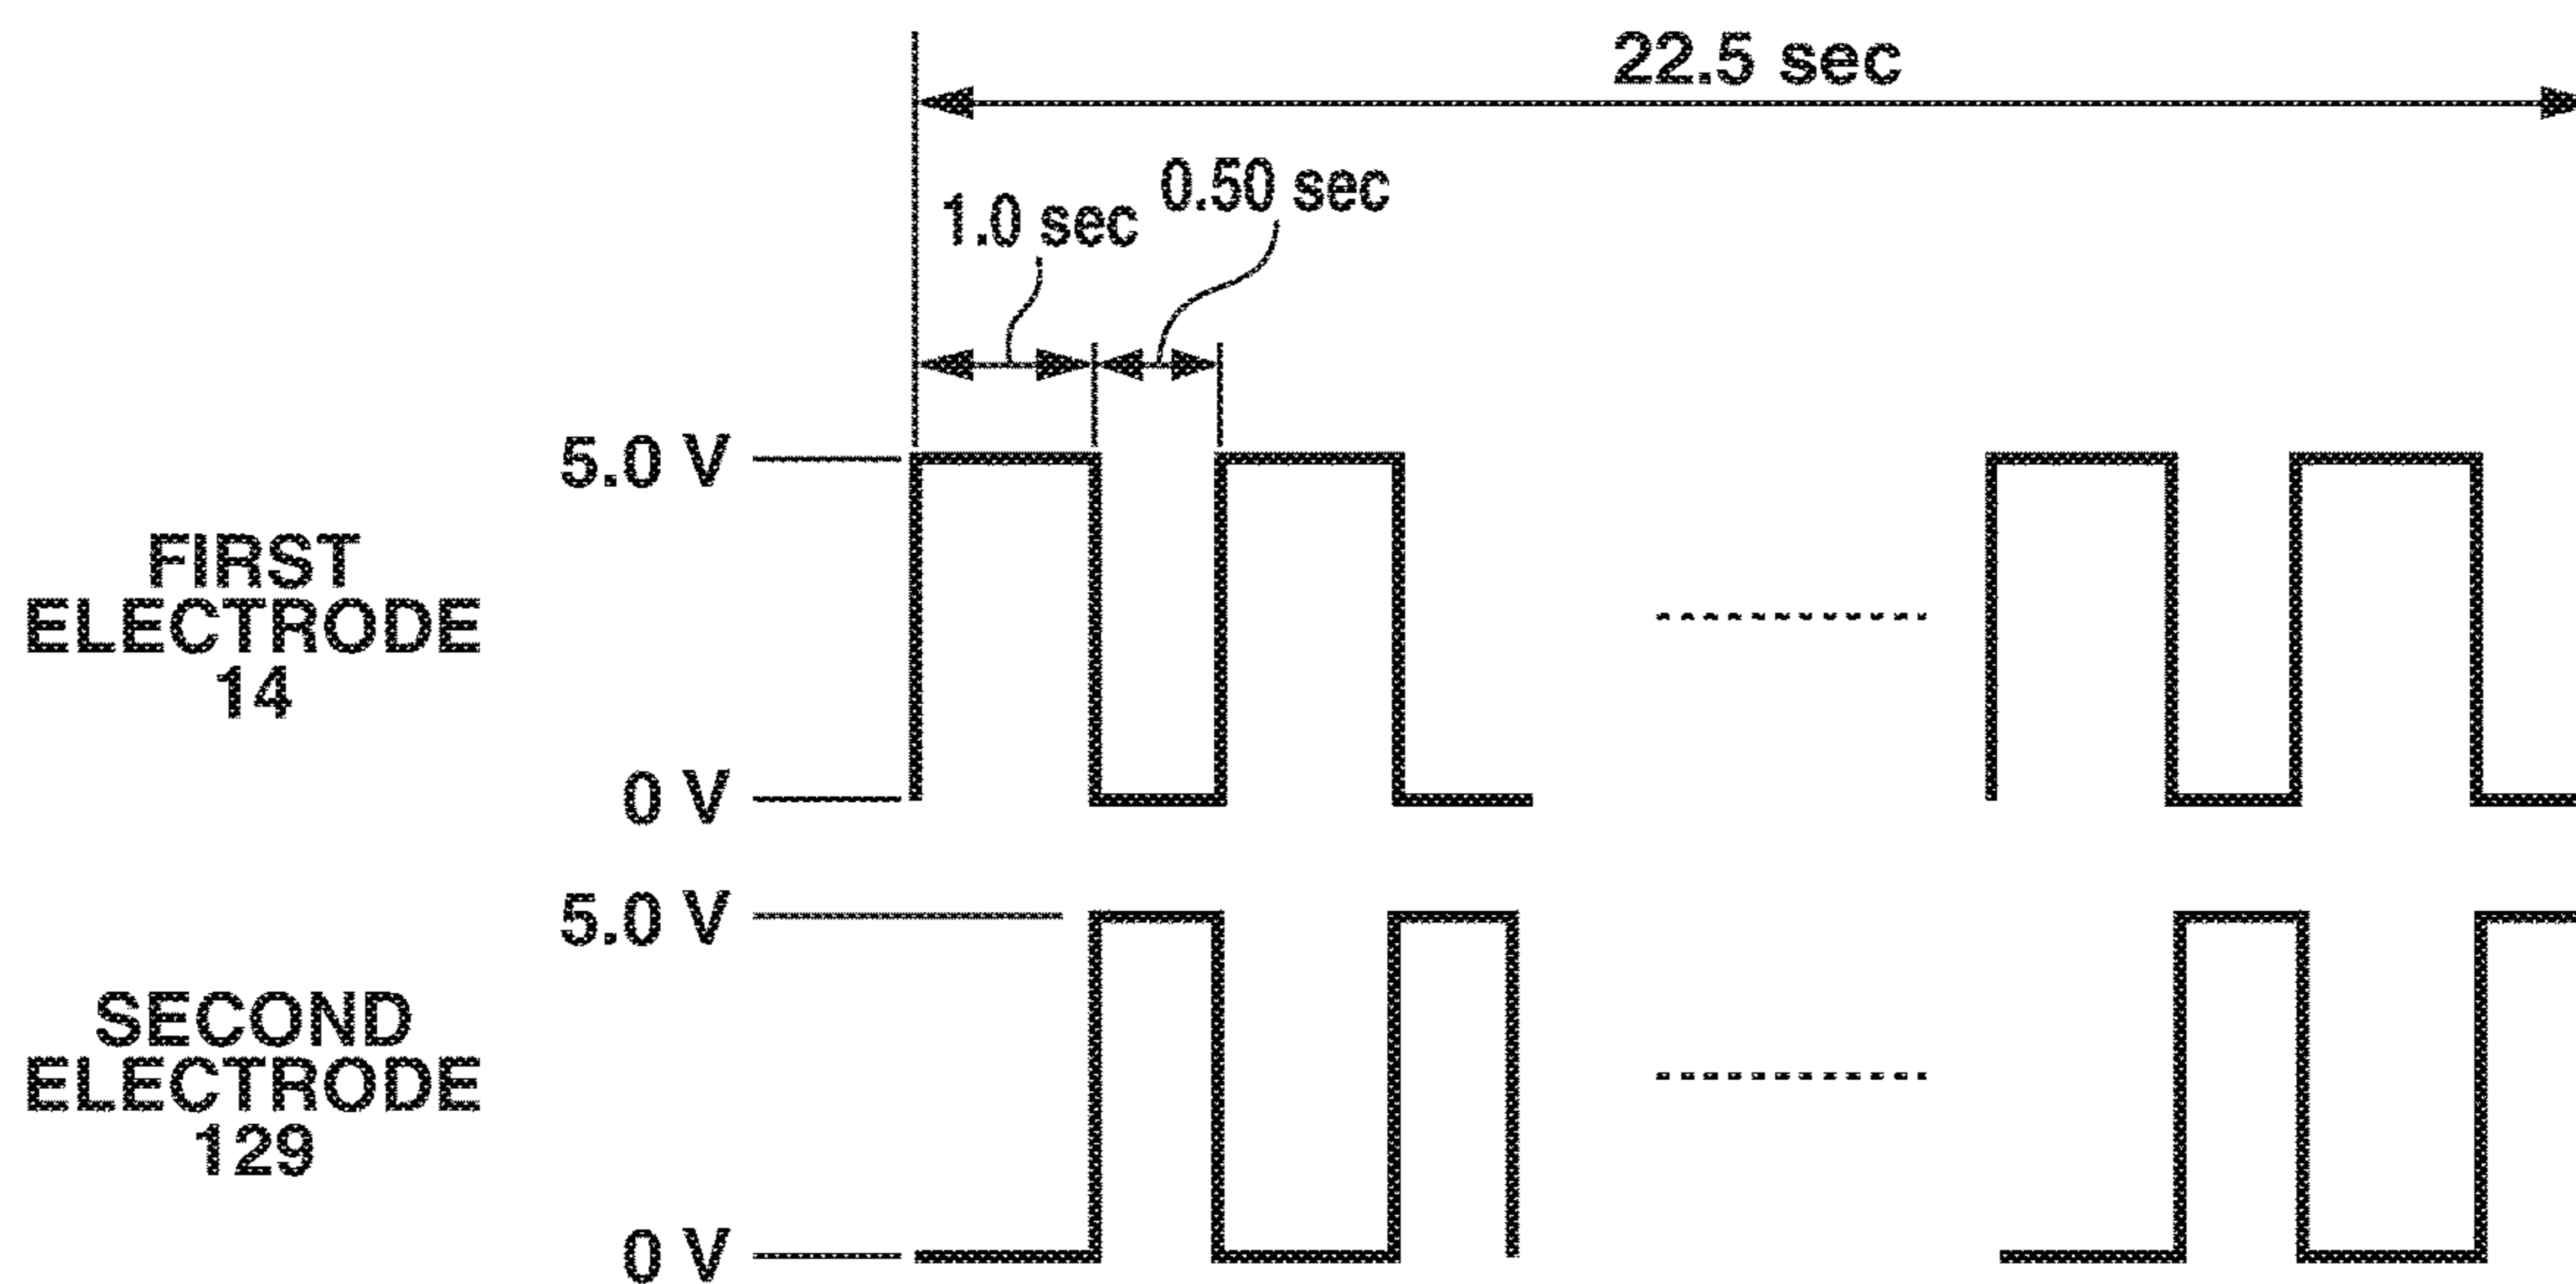 22.5 sec
1.0 sec
0.50 sec
5.0 V
FIRST
ELECTRODE
14
0 V
5.0 V
SECOND
ELECTRODE
129
0 V